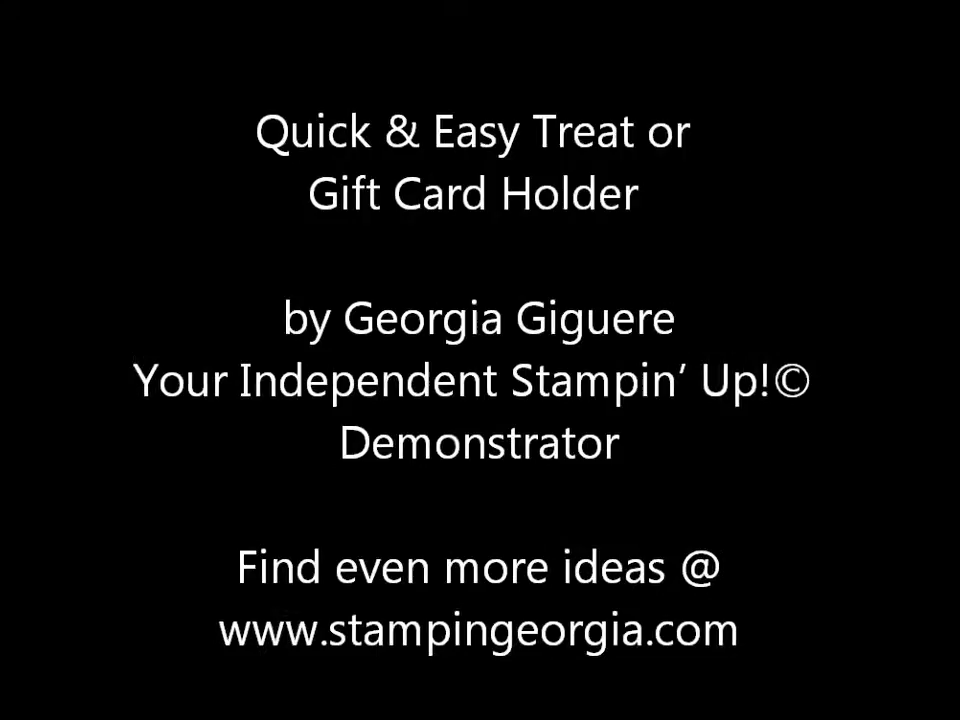 Quick & Easy Treat or
Gift Card Holder
by Georgia Giguere
Your Independent Stampin’ Up!©
Demonstrator
Find even more ideas @
www.stampingeorgia.com